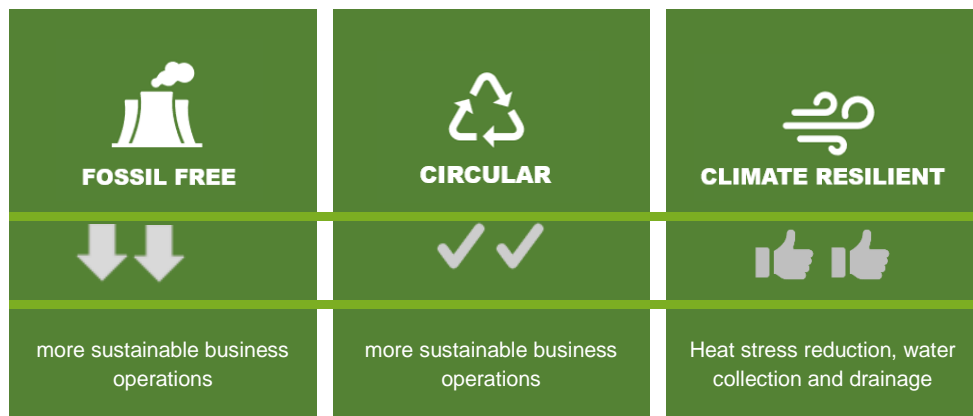 FOSSIL FREE
CIRCULAR
CLIMATE RESILIENT
more sustainable business
operations
more sustainable business
operations
Heat stress reduction, water
collection and drainage